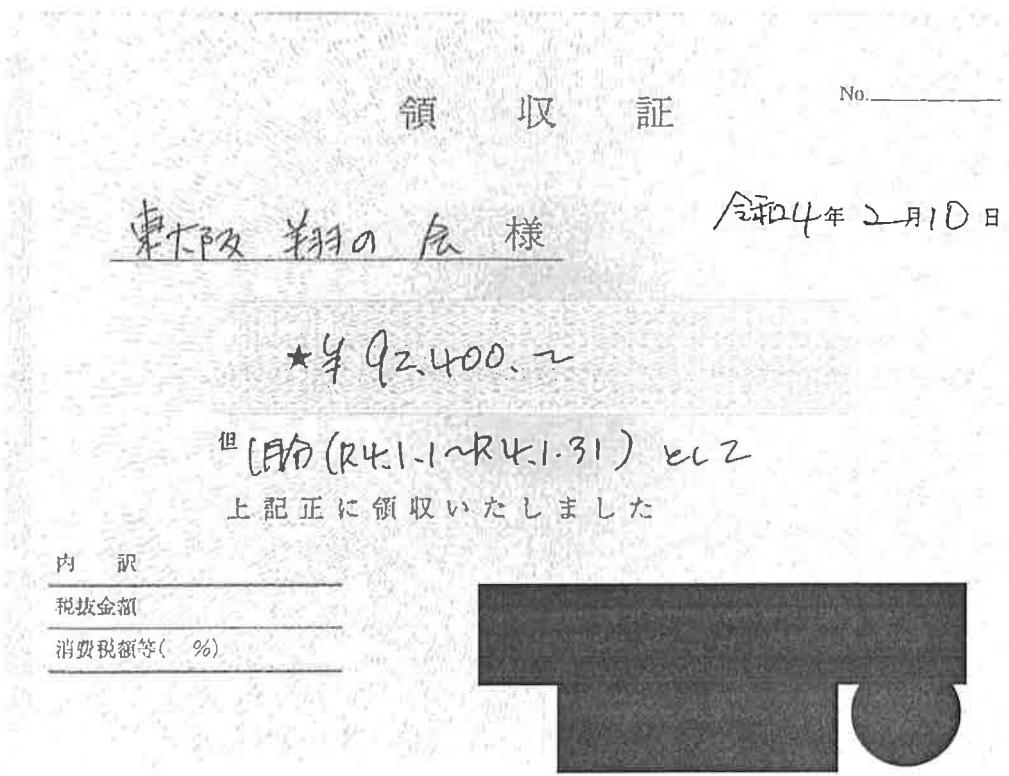 領収証
No.
令和4年2月10日
東大阪 翔の会 様
★¥92,400.~
但 1月分(R4.1.1~R4.1.31)として
上記正に領収いたしました
内 訳
税抜金額
消費税額等( %)